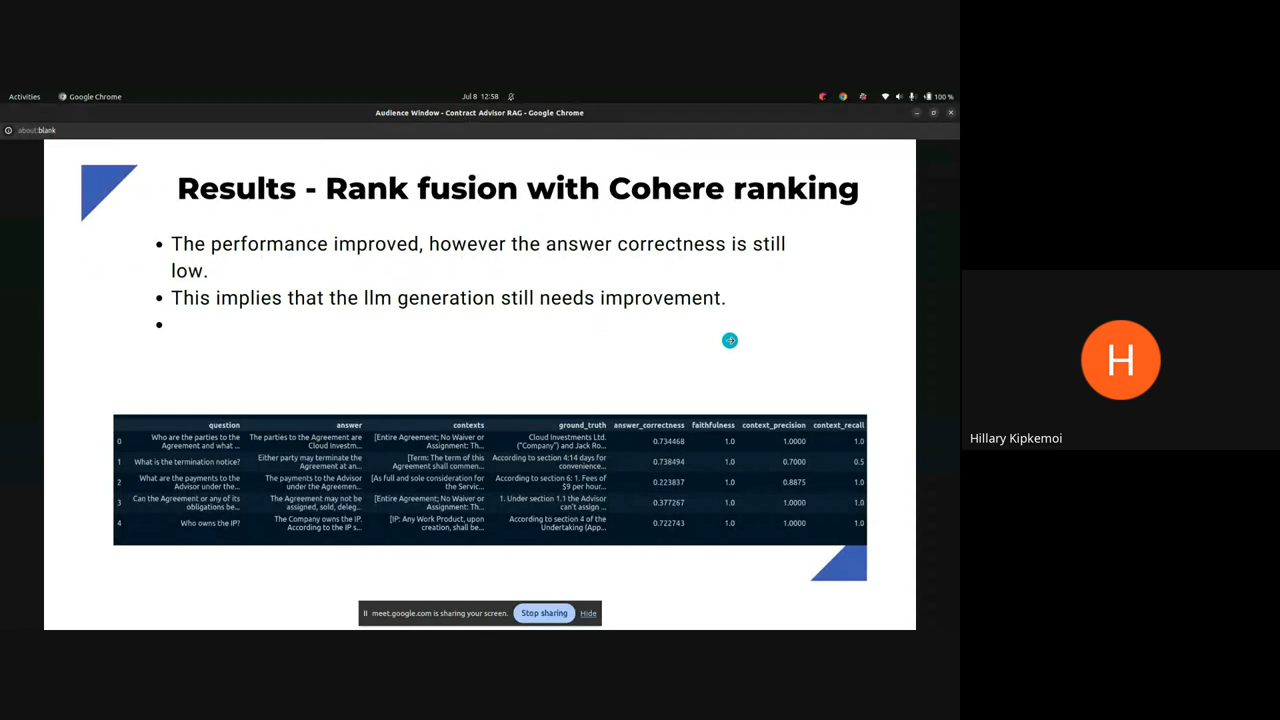 Activities
Google Chrome
Jul 8 12:58
100 %
Audience Window - Contract Advisor RAG - Google Chrome
about:blank
Results - Rank fusion with Cohere ranking
• The performance improved, however the answer correctness is still
low.
• This implies that the llm generation still needs improvement.
•
question answer contexts ground_truth answer_correctness faithfulness context_precision context_recall
0 Who are the parties to the Agreement and what ... The parties to the Agreement are Cloud Investm... [Entire Agreement; No Waiver or Assignment: Th... Cloud Investments Ltd. ("Company") and Jack Ro... 0.734468 1.0 1.0000 1.0
1 What is the termination notice? Either party may terminate the Agreement at an... [Term: The term of this Agreement shall commen... According to section 4:14 days for convenience... 0.738494 1.0 0.7000 0.5
2 What are the payments to the Advisor under the... The payments to the Advisor under the Agreemen... [As full and sole consideration for the Servic... According to section 6: 1. Fees of $9 per hour... 0.223837 1.0 0.8875 1.0
3 Can the Agreement or any of its obligations be... The Agreement may not be assigned, sold, deleg... [Entire Agreement; No Waiver or Assignment: Th... 1. Under section 1.1 the Advisor can't assign ... 0.377267 1.0 1.0000 1.0
4 Who owns the IP? The Company owns the IP. According to the IP s... [IP: Any Work Product, upon creation, shall be... According to section 4 of the Undertaking (App... 0.722743 1.0 1.0000 1.0
meet.google.com is sharing your screen.
Stop sharing
Hide
H
Hillary Kipkemoi